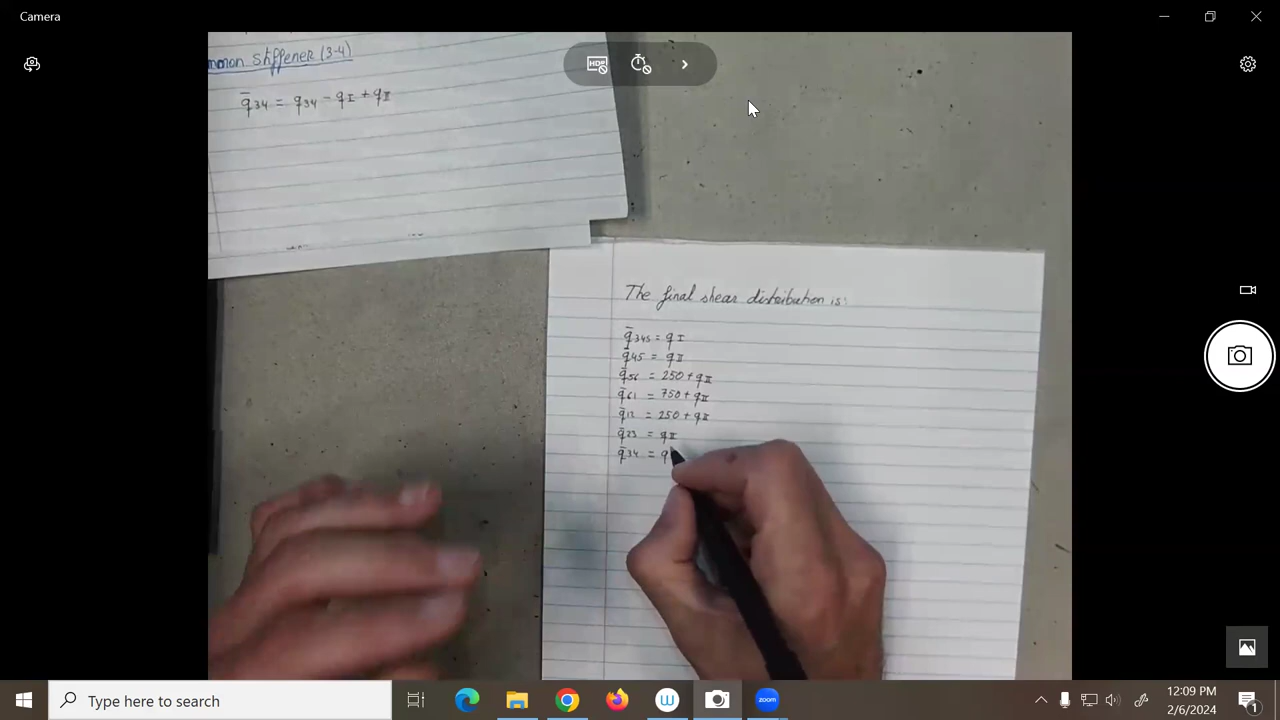 Camera
mmon stiffener (3-4)
q̄34 = q34 - qI + qII
The final shear distribution is:
q̄345 = qI
q̄45 = qII
q̄56 = 250 + qII
q̄61 = 750 + qII
q̄12 = 250 + qII
q̄23 = qII
q̄34 = q
Type here to search
zoom
12:09 PM
2/6/2024
1